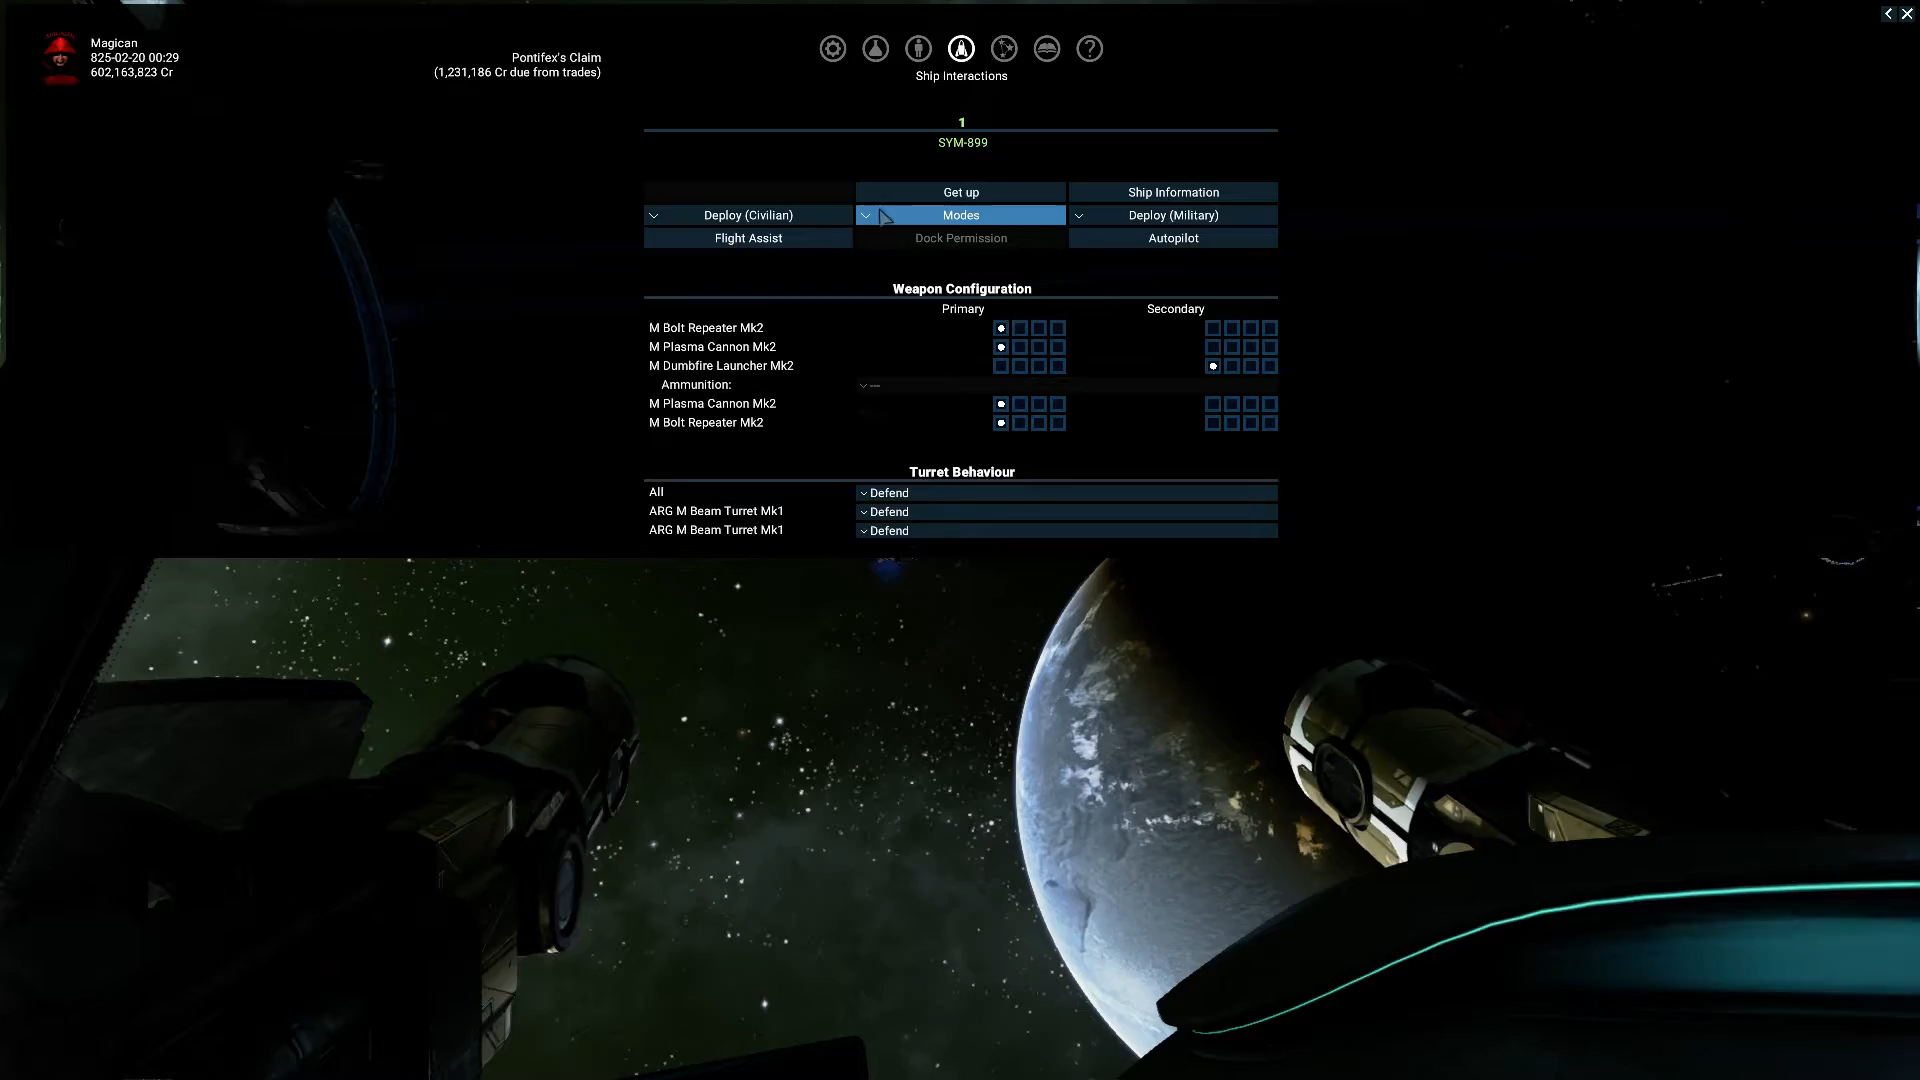 Magican
825-02-20 00:29
602,163,823 Cr
Pontifex's Claim
(1,231,186 Cr due from trades)
Ship Interactions
1
SYM-899
Get up
Ship Information
Deploy (Civilian)
Modes
Deploy (Military)
Flight Assist
Dock Permission
Autopilot
Weapon Configuration
Primary
Secondary
M Bolt Repeater Mk2
M Plasma Cannon Mk2
M Dumbfire Launcher Mk2
Ammunition:
---
M Plasma Cannon Mk2
M Bolt Repeater Mk2
Turret Behaviour
All
Defend
ARG M Beam Turret Mk1
Defend
ARG M Beam Turret Mk1
Defend